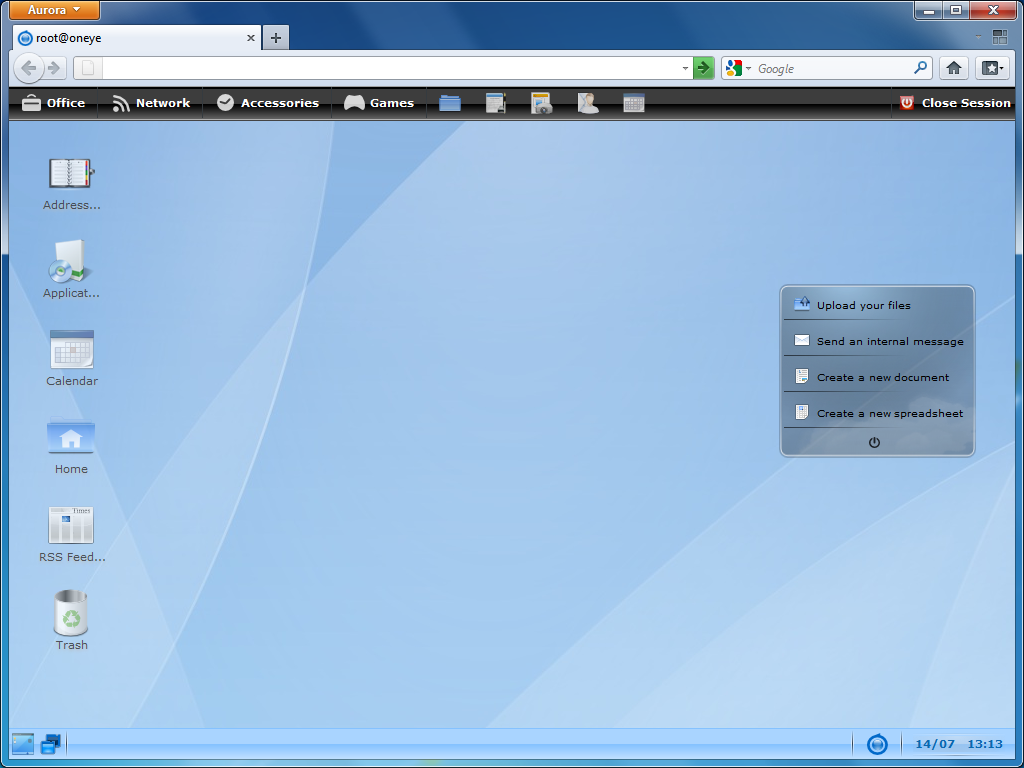 Aurora
root@oneye
Google
Office
Network
Accessories
Games
Close Session
Address...
Applicat...
Calendar
Home
Times
RSS Feed...
Trash
Upload your files
Send an internal message
Create a new document
Create a new spreadsheet
14/07 13:13